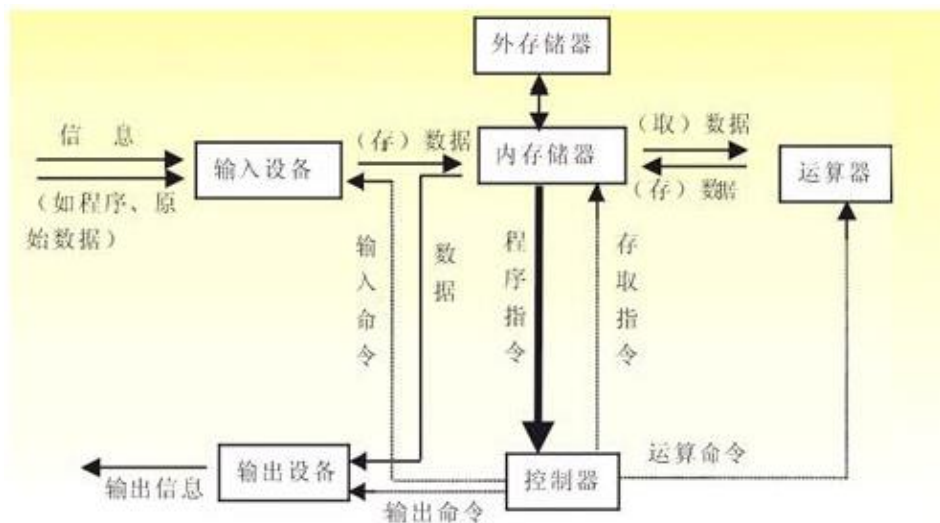 外存储器
信 息
(存)数据
内存储器
(取)数据
输入设备
运算器
(存)数据
(如程序、原
始数据)
输入命令
数据
程序指令
存取指令
运算命令
输出设备
控制器
输出信息
输出命令